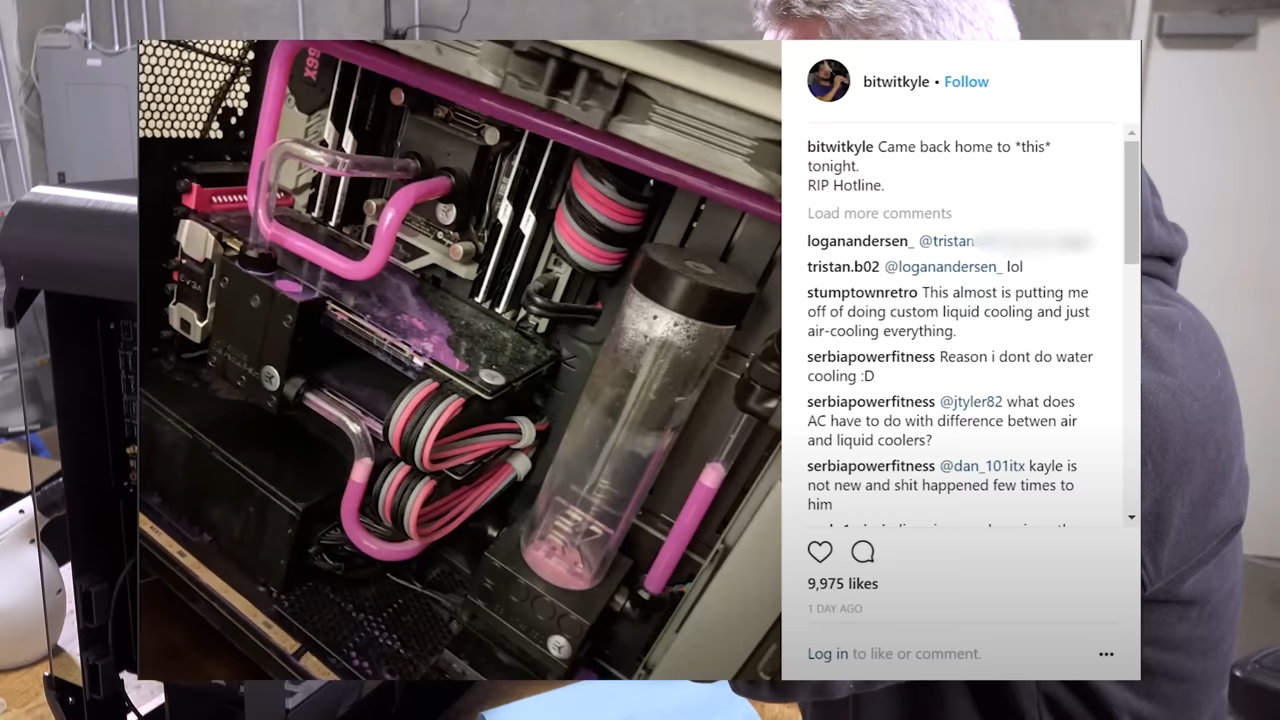 bitwitkyle • Follow
bitwitkyle Came back home to *this*
tonight.
RIP Hotline.
Load more comments
loganandersen_ @tristan
tristan.b02 @loganandersen_ lol
stumptownretro This almost is putting me
off of doing custom liquid cooling and just
air-cooling everything.
serbiapowerfitness Reason i dont do water
cooling :D
serbiapowerfitness @jtyler82 what does
AC have to do with difference betwen air
and liquid coolers?
serbiapowerfitness @dan_101itx kayle is
not new and shit happened few times to
him
9,975 likes
1 DAY AGO
Log in to like or comment.
X99
EVGA